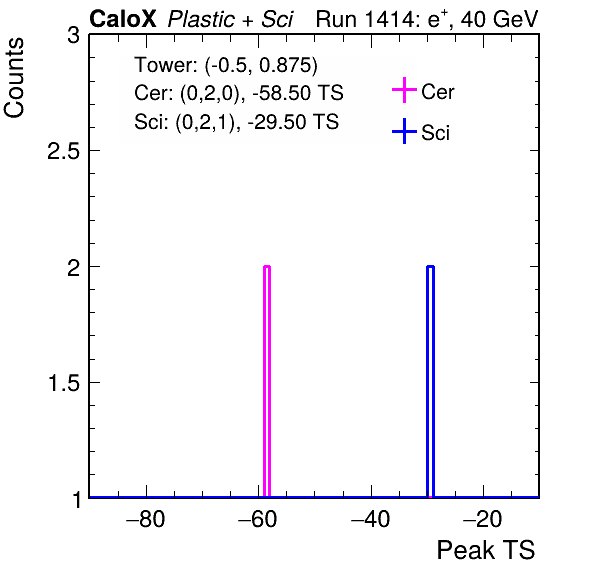 CaloX Plastic + Sci Run 1414: e+, 40 GeV
Counts
3
2.5
2
1.5
1
Tower: (-0.5, 0.875)
Cer: (0,2,0), -58.50 TS
Sci: (0,2,1), -29.50 TS
Cer
Sci
−80 −60 −40 −20
Peak TS